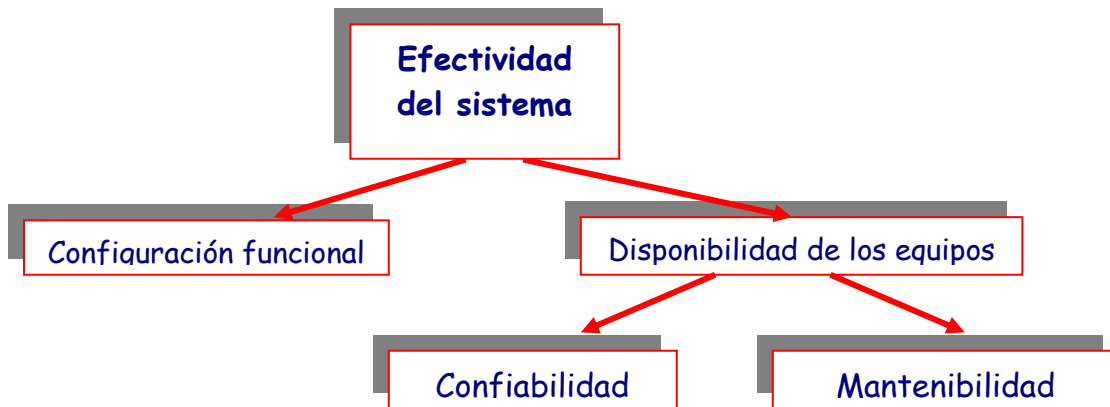 Efectividad
del sistema
Configuración funcional
Disponibilidad de los equipos
Confiabilidad
Mantenibilidad